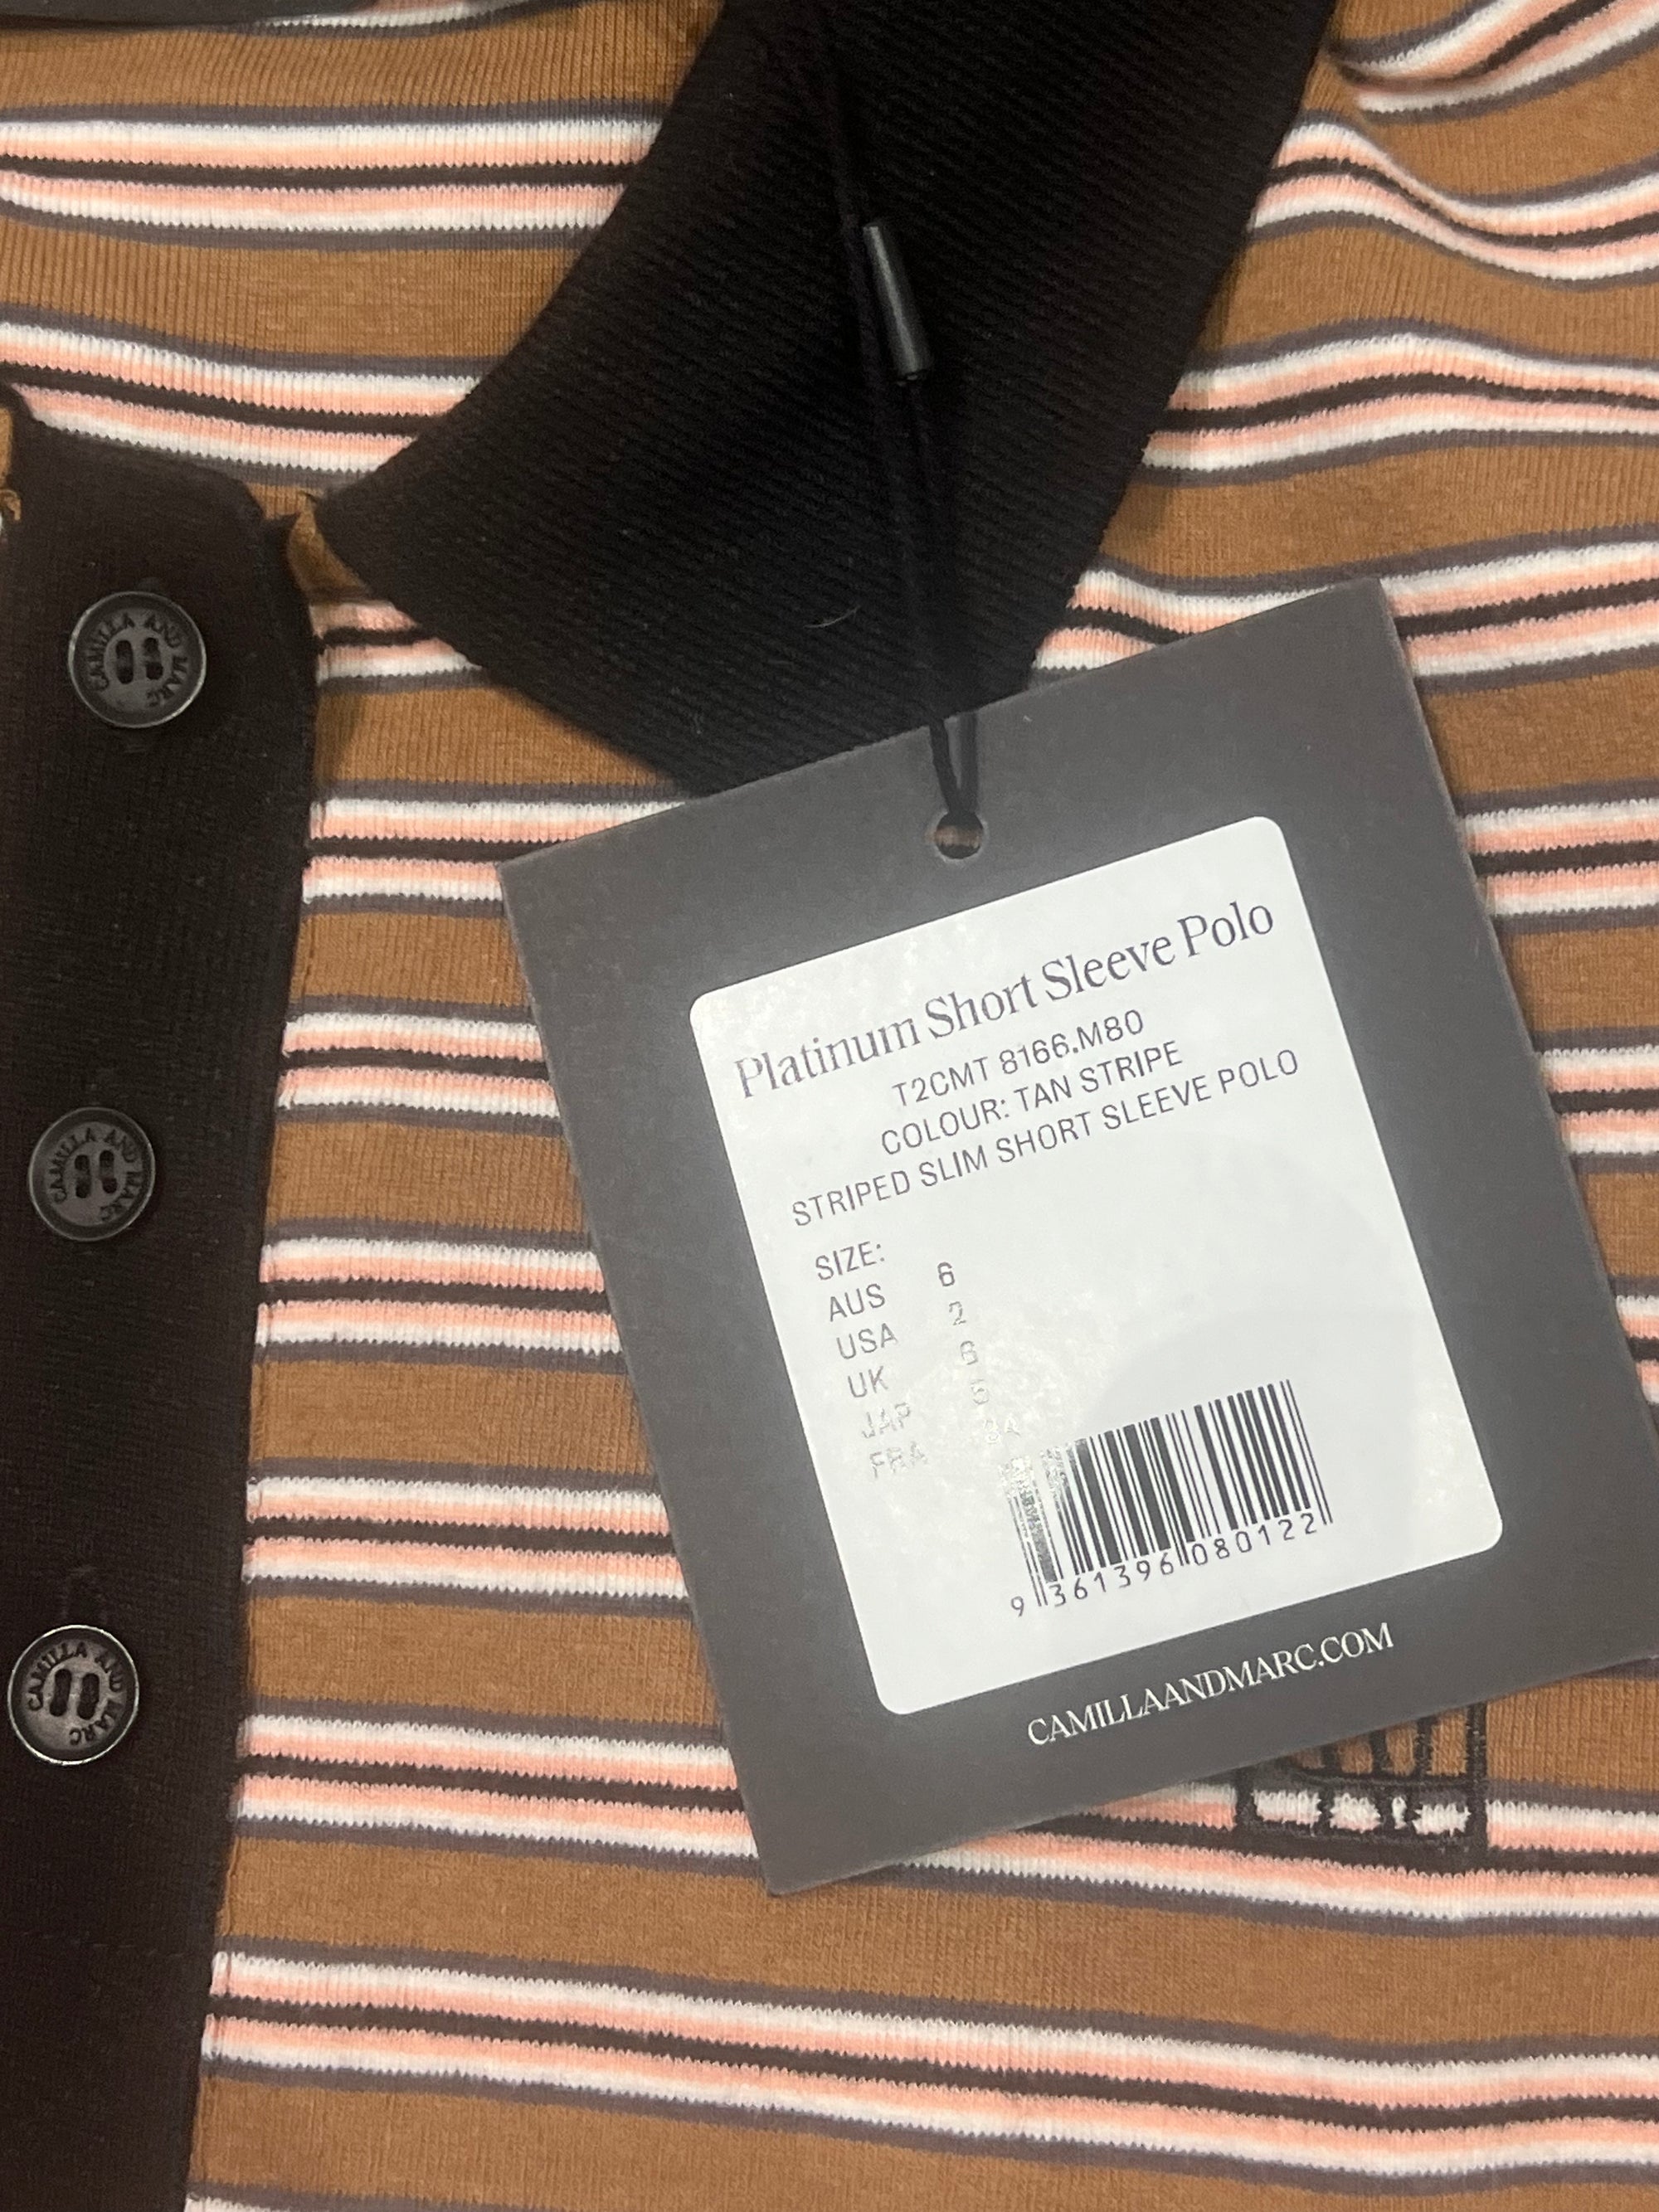 CAMILLA AND MARC
CAMILLA AND MARC
CAMILLA AND MARC
Platinum Short Sleeve Polo
T2CMT 8166.M80
COLOUR: TAN STRIPE
STRIPED SLIM SHORT SLEEVE POLO
SIZE:
AUS 6
USA 2
UK 6
JAP
FRA 34
9 361396 080122
CAMILLAANDMARC.COM